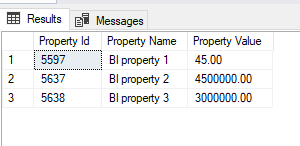 Results Messages
Property Id Property Name Property Value
1 5597 BI property 1 45.00
2 5637 BI property 2 4500000.00
3 5638 BI property 3 3000000.00